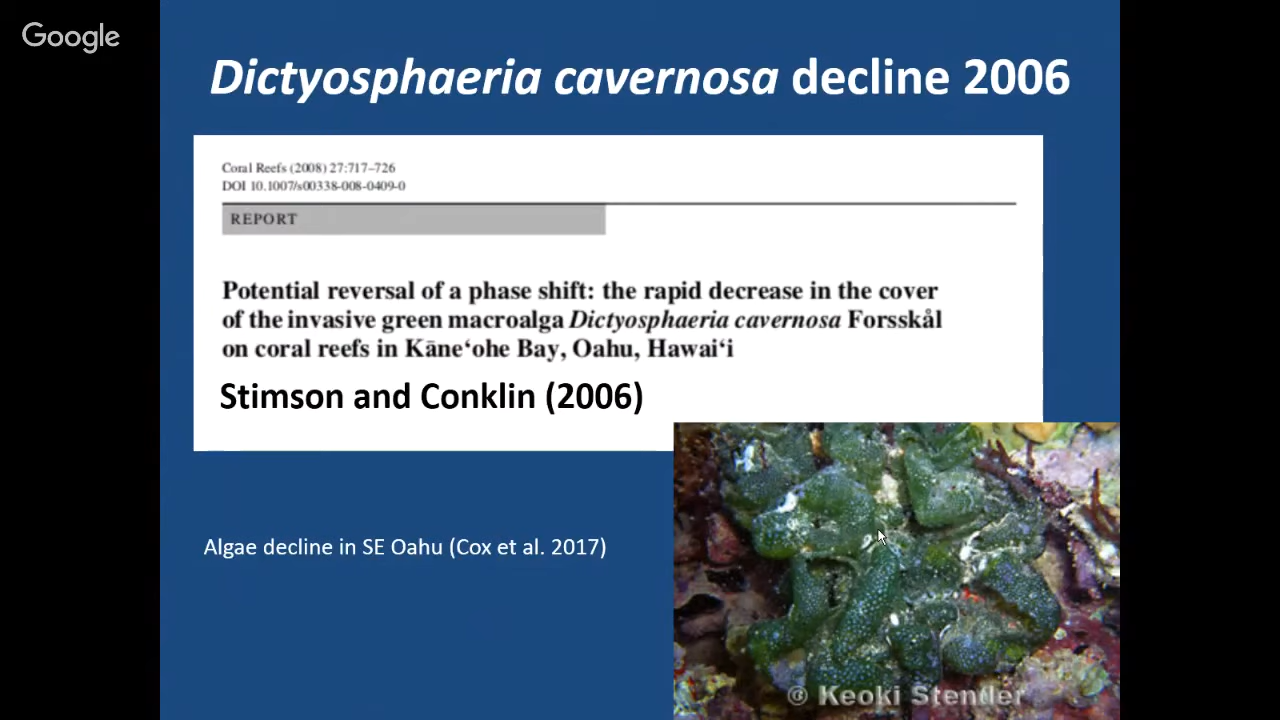 Google
Dictyosphaeria cavernosa decline 2006
Coral Reefs (2008) 27:717–726
DOI 10.1007/s00338-008-0409-0
REPORT
Potential reversal of a phase shift: the rapid decrease in the cover
of the invasive green macroalga Dictyosphaeria cavernosa Forsskål
on coral reefs in Kāneʻohe Bay, Oahu, Hawaiʻi
Stimson and Conklin (2006)
Algae decline in SE Oahu (Cox et al. 2017)
© Keoki Stender